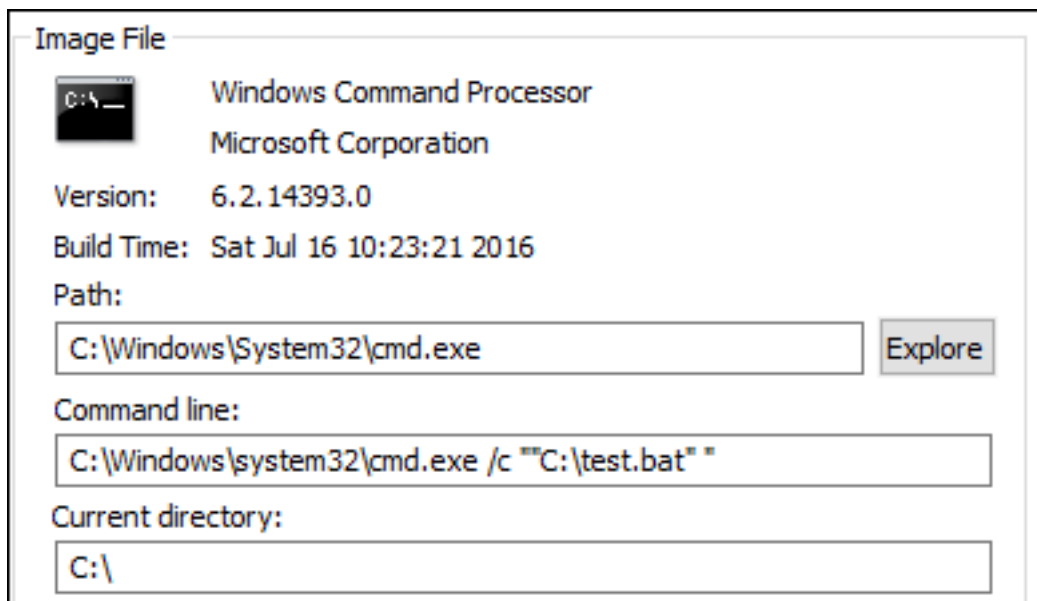 Image File
C:\
Windows Command Processor
Microsoft Corporation
Version: 6.2.14393.0
Build Time: Sat Jul 16 10:23:21 2016
Path:
C:\Windows\System32\cmd.exe Explore
Command line:
C:\Windows\system32\cmd.exe /c ""C:\test.bat" "
Current directory:
C:\